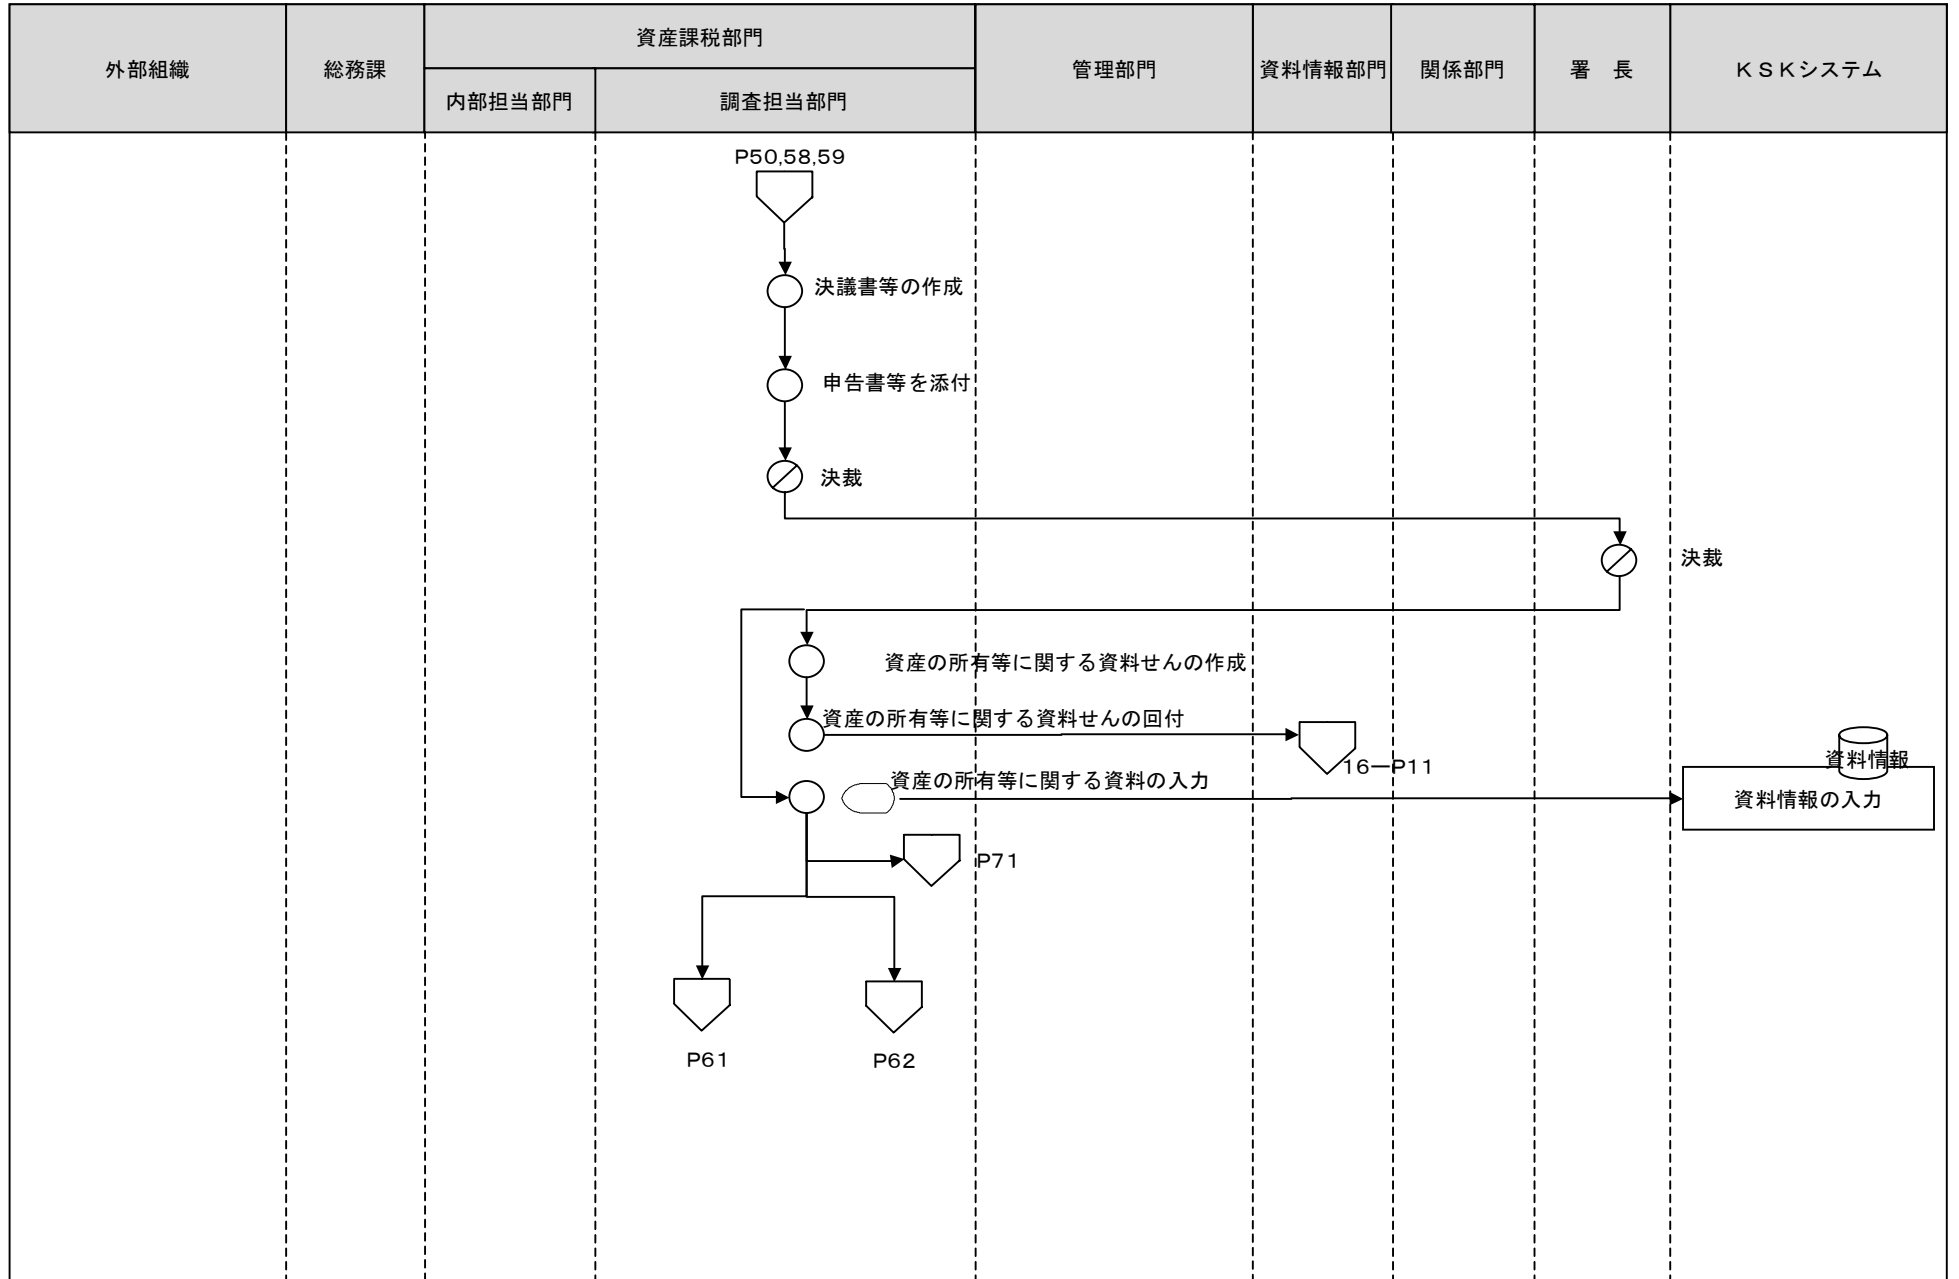 外部組織
総務課
資産課税部門
内部担当部門
調査担当部門
管理部門
資料情報部門
関係部門
署　長
ＫＳＫシステム
P50,58,59
決議書等の作成
申告書等を添付
決裁
決裁
資産の所有等に関する資料せんの作成
資産の所有等に関する資料せんの回付
16－P11
資料情報
資産の所有等に関する資料の入力
資料情報の入力
P71
P61
P62